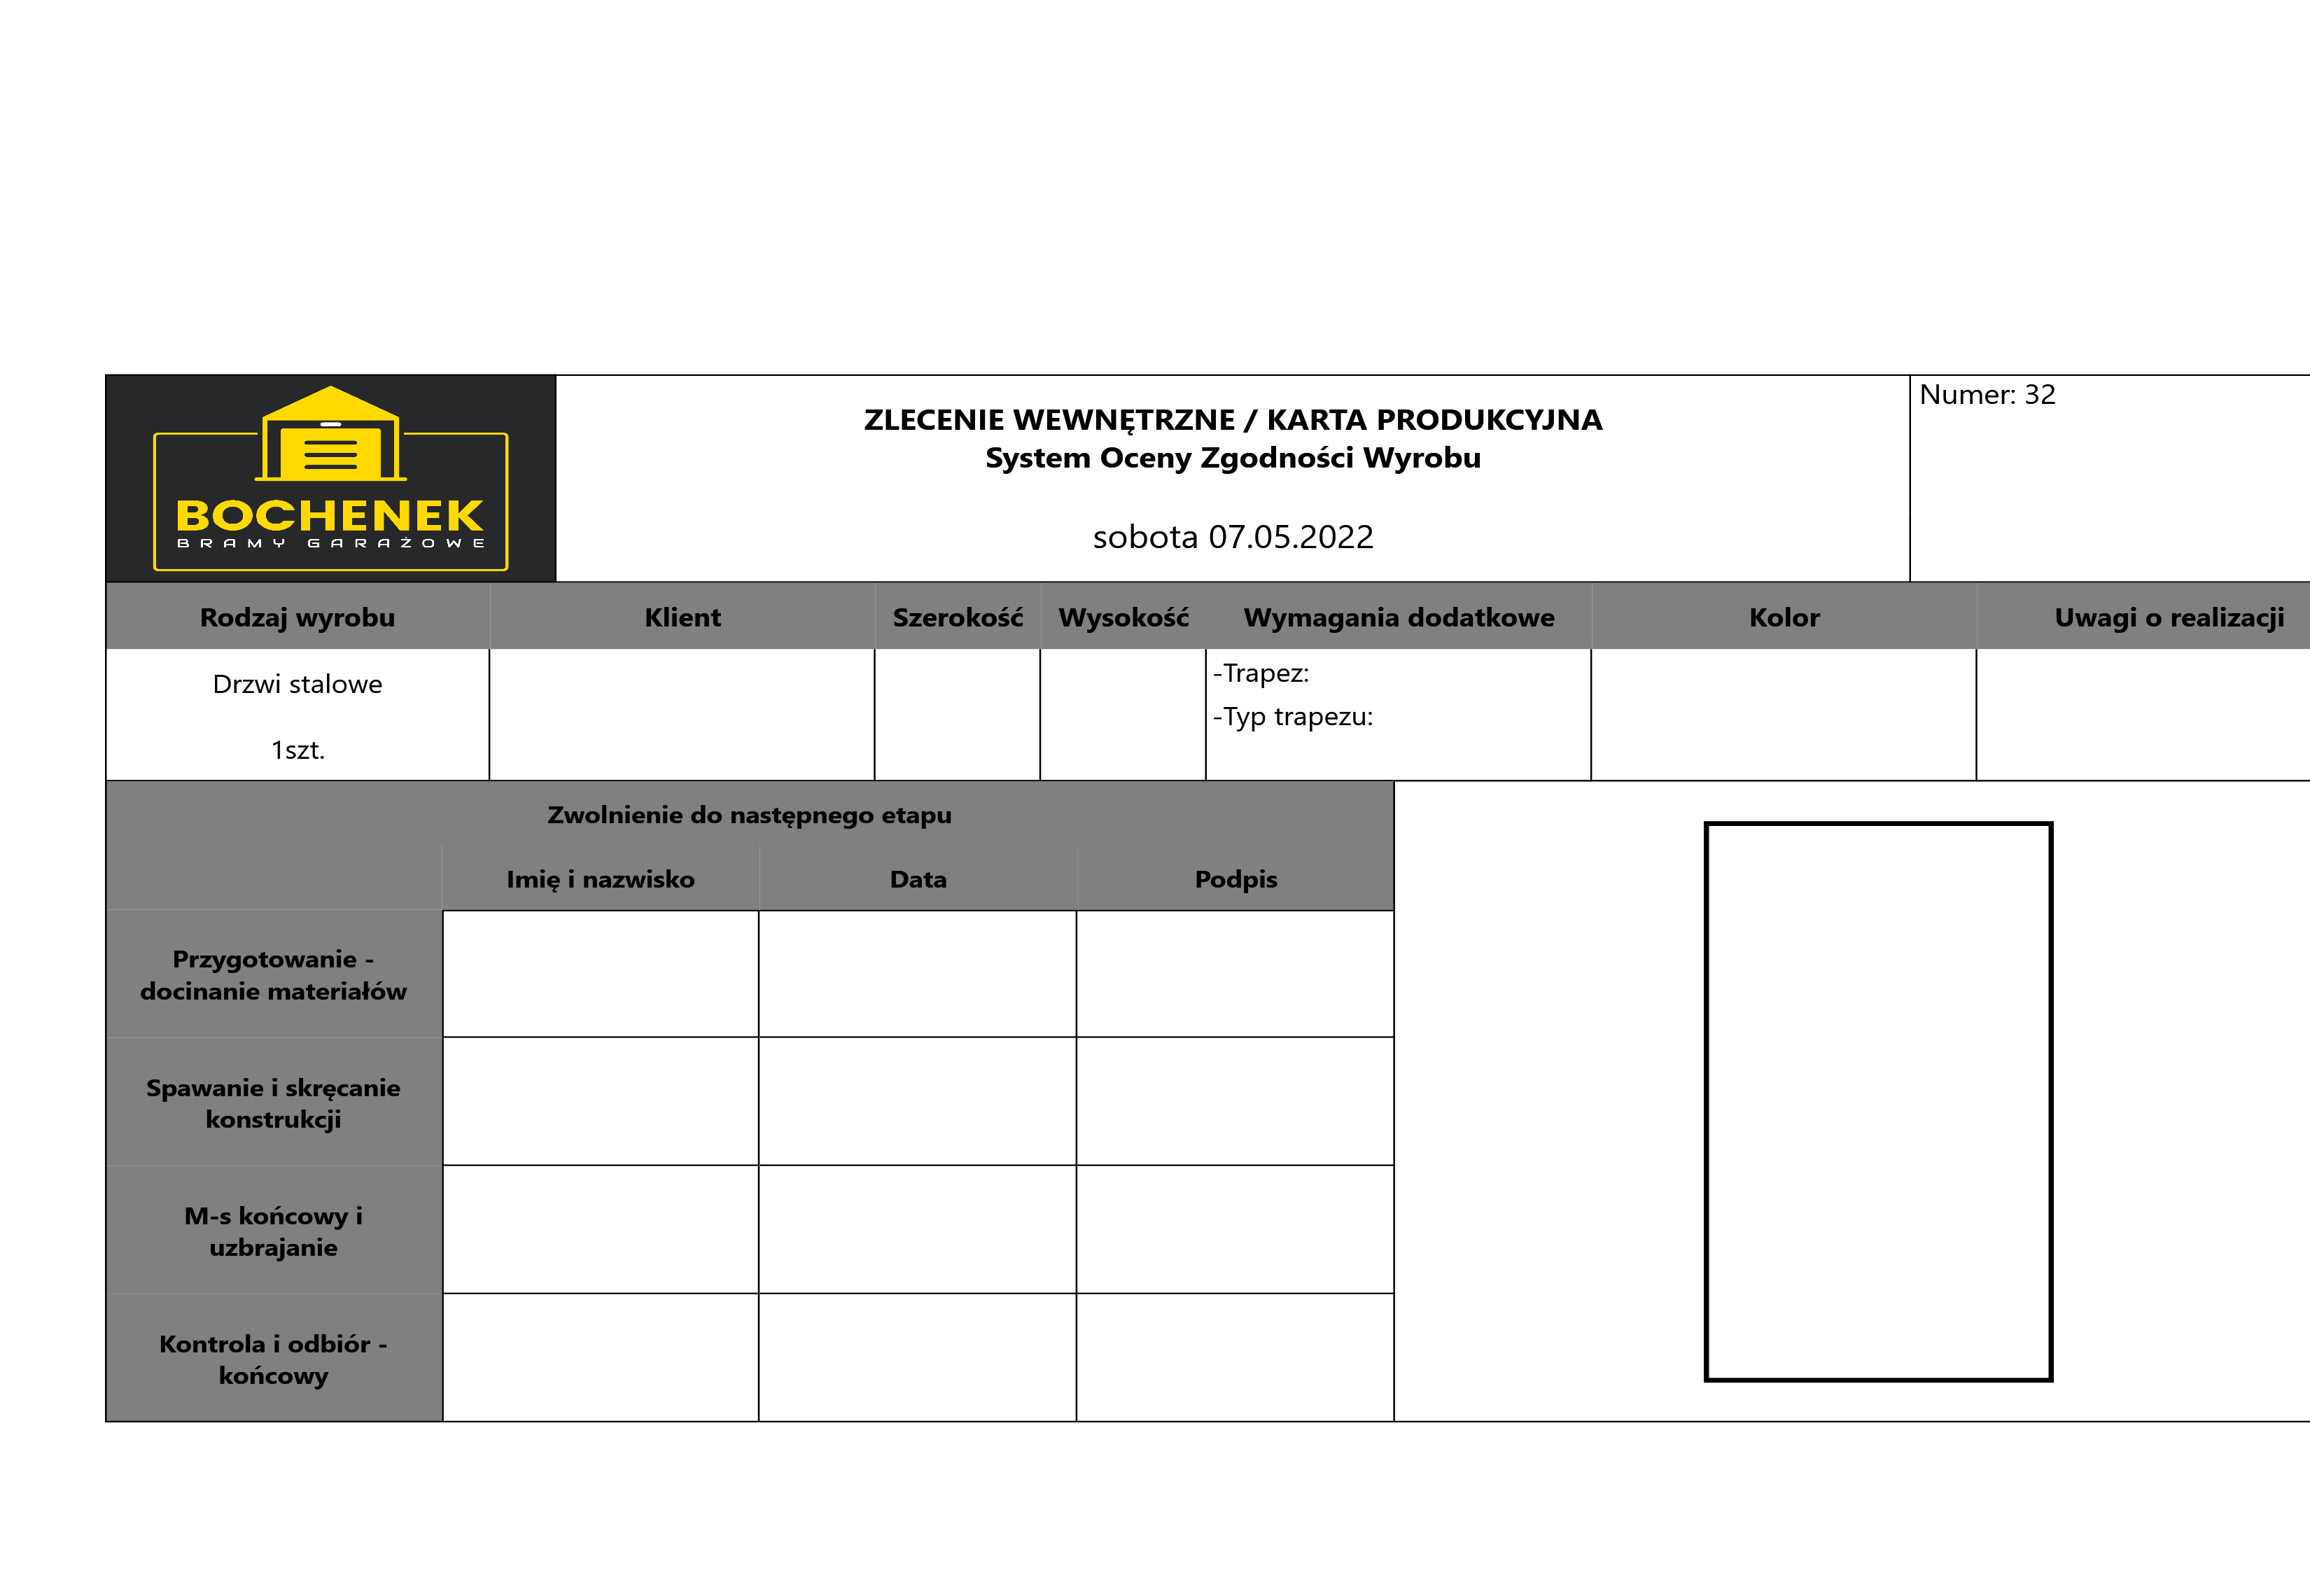 BOCHENEK
BRAMY GARAŻOWE
ZLECENIE WEWNĘTRZNE / KARTA PRODUKCYJNA
System Oceny Zgodności Wyrobu
sobota 07.05.2022
Numer: 32
Rodzaj wyrobu Klient Szerokość Wysokość Wymagania dodatkowe Kolor Uwagi o realizacji
Drzwi stalowe
1szt.
-Trapez:
-Typ trapezu:
Zwolnienie do następnego etapu
Imię i nazwisko Data Podpis
Przygotowanie -
docinanie materiałów
Spawanie i skręcanie
konstrukcji
M-s końcowy i
uzbrajanie
Kontrola i odbiór -
końcowy